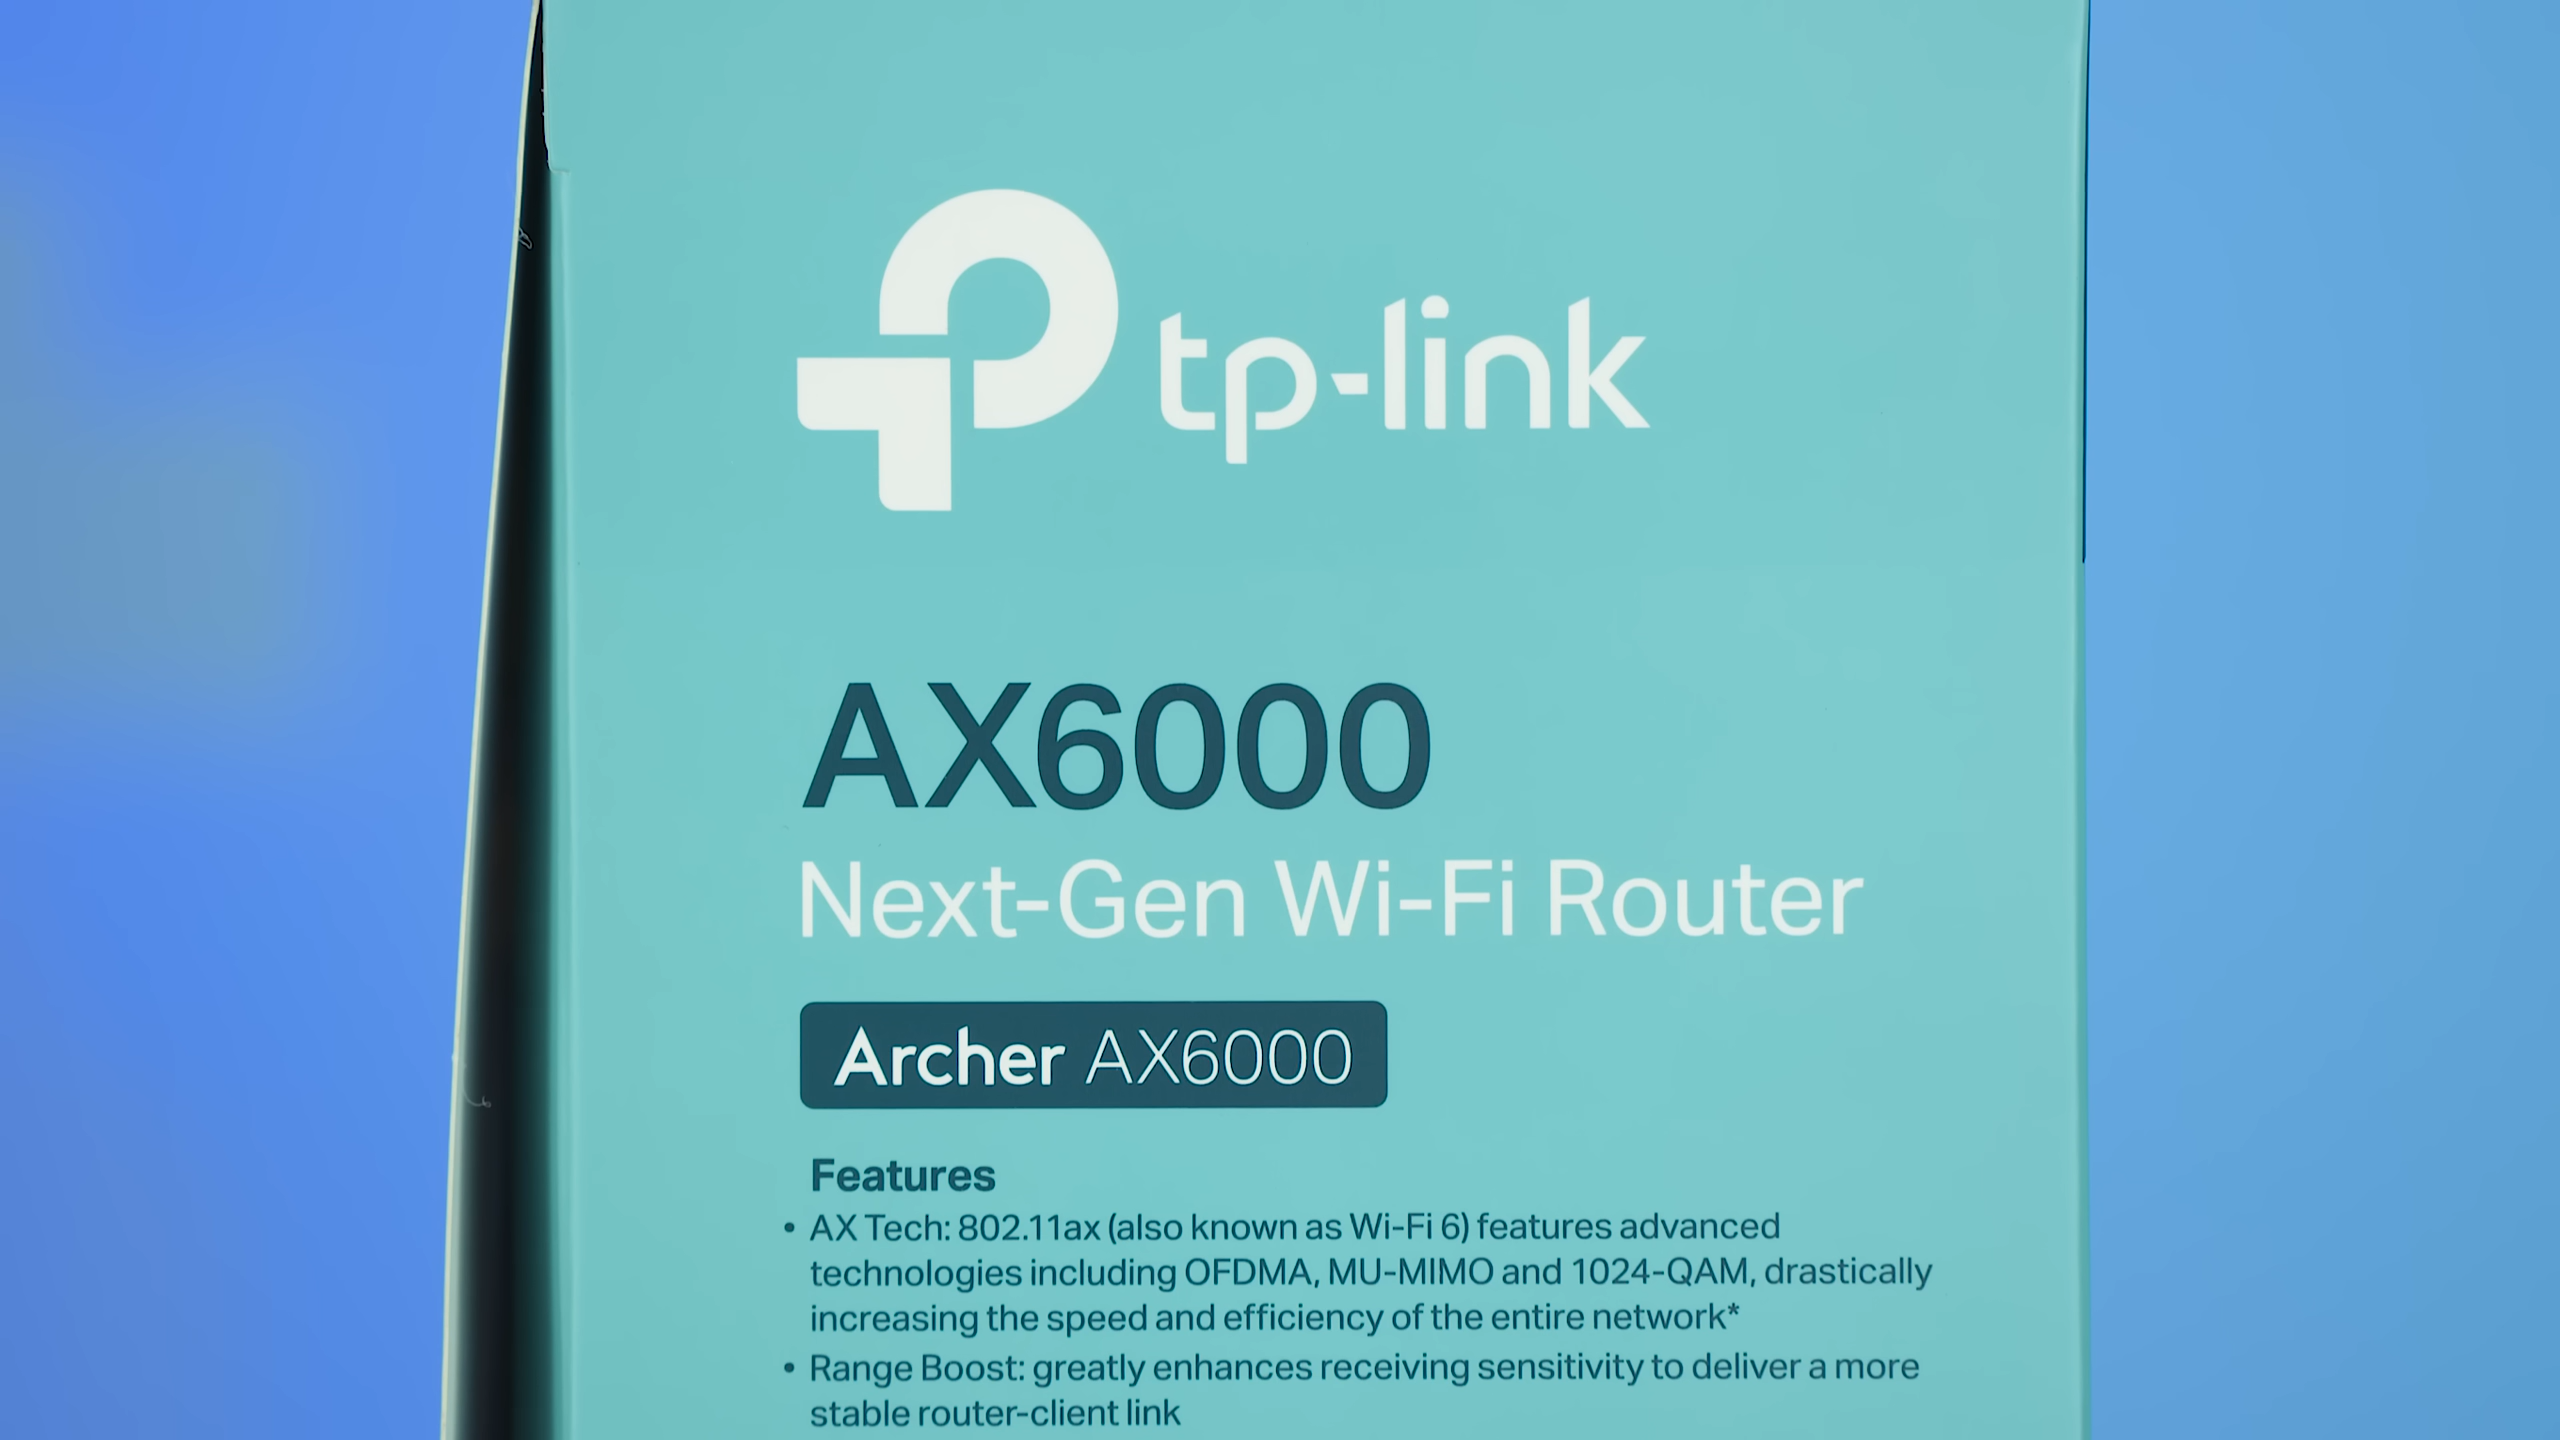 tp-link
AX6000
Next-Gen Wi-Fi Router
Archer AX6000
Features
• AX Tech: 802.11ax (also known as Wi-Fi 6) features advanced
technologies including OFDMA, MU-MIMO and 1024-QAM, drastically
increasing the speed and efficiency of the entire network*
• Range Boost: greatly enhances receiving sensitivity to deliver a more
stable router-client link